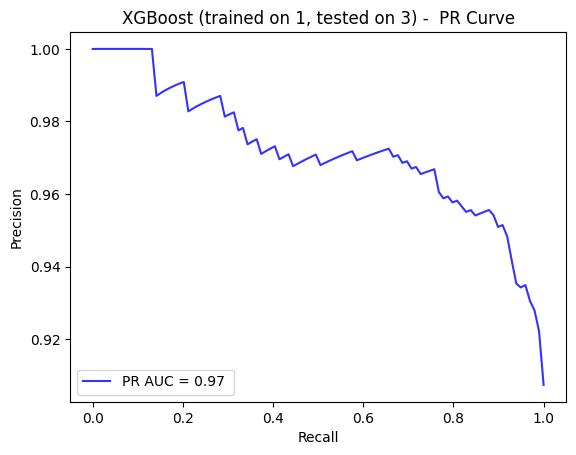 XGBoost (trained on 1, tested on 3) -  PR Curve
1.00
0.98
0.96
0.94
0.92
Precision
PR AUC = 0.97
0.0 0.2 0.4 0.6 0.8 1.0
Recall